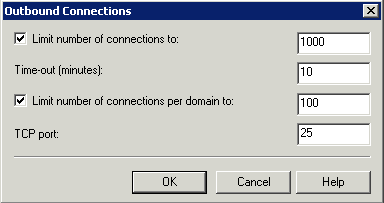 Outbound Connections
Limit number of connections to: 1000
Time-out (minutes): 10
Limit number of connections per domain to: 100
TCP port: 25
OK Cancel Help